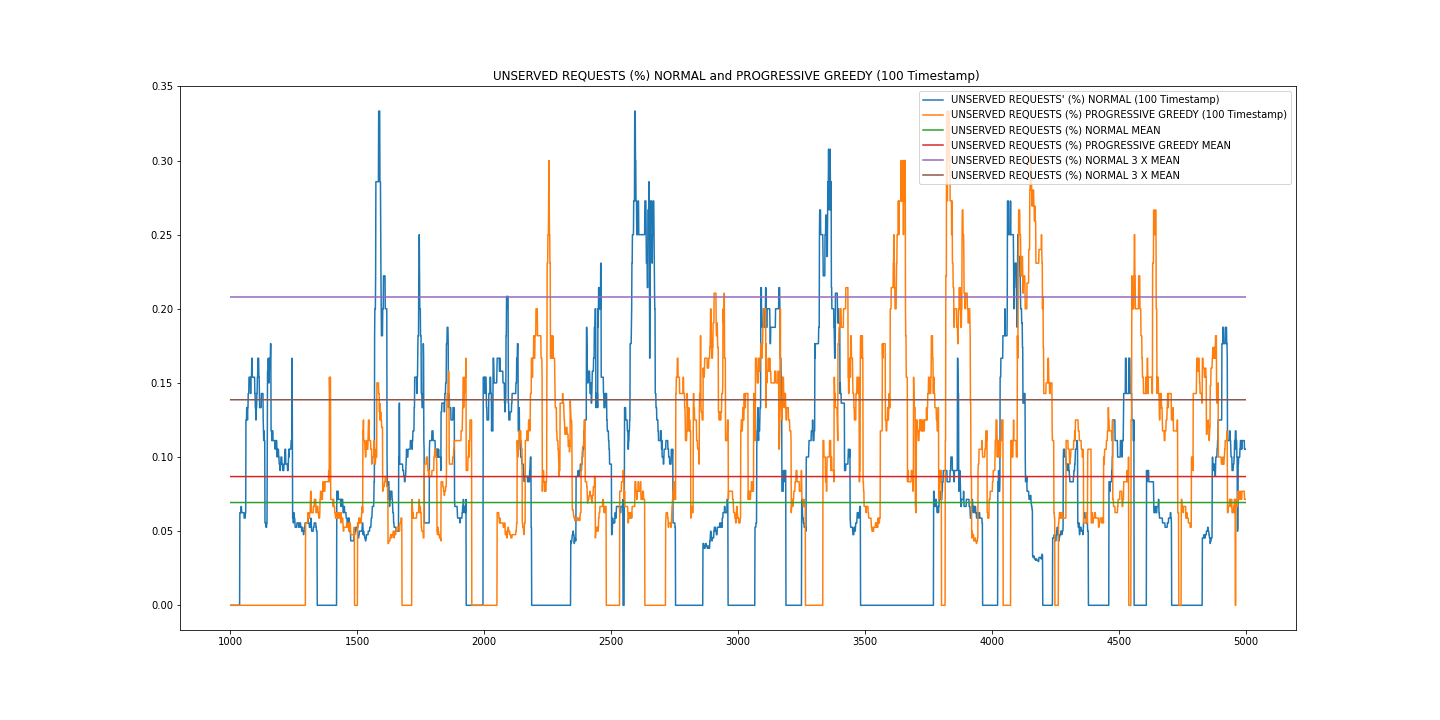 UNSERVED REQUESTS (%) NORMAL and PROGRESSIVE GREEDY (100 Timestamp)
0.35
0.30
0.25
0.20
0.15
0.10
0.05
0.00
UNSERVED REQUESTS' (%) NORMAL (100 Timestamp)
UNSERVED REQUESTS (%) PROGRESSIVE GREEDY (100 Timestamp)
UNSERVED REQUESTS (%) NORMAL MEAN
UNSERVED REQUESTS (%) PROGRESSIVE GREEDY MEAN
UNSERVED REQUESTS (%) NORMAL 3 X MEAN
UNSERVED REQUESTS (%) NORMAL 3 X MEAN
1000 1500 2000 2500 3000 3500 4000 4500 5000